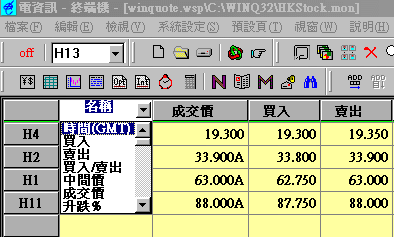 電資訊 - 終端機 - [winquote.wsp\C:\WINQ32\HKStock.mon]
檔案(F) 編輯(E) 檢視(V) 系統設定(S) 預設頁(T) 視窗(W) 說明(H)
off H13
ADD ADD
名稱 成交價 買入 賣出
時間(GMT)
買入
賣出
買入/賣出
中間價
成交價
升跌%
H4 19.300 19.300 19.350
H2 33.900A 33.800 33.900
H1 63.000A 62.750 63.000
H11 88.000A 87.750 88.000